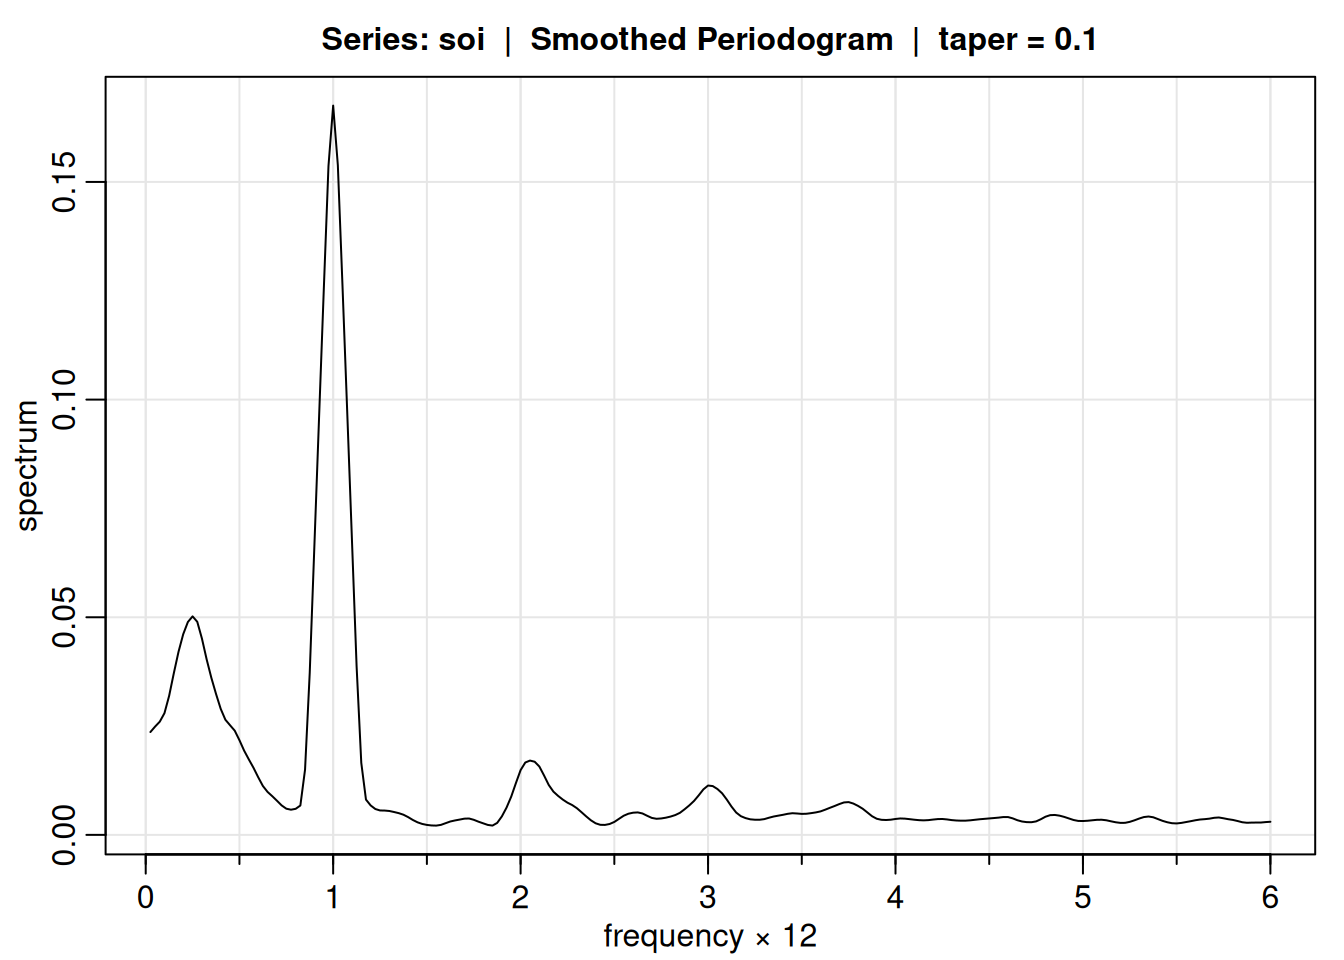 Series: soi | Smoothed Periodogram | taper = 0.1
spectrum
0.15
0.10
0.05
0.00
0 1 2 3 4 5 6
frequency × 12